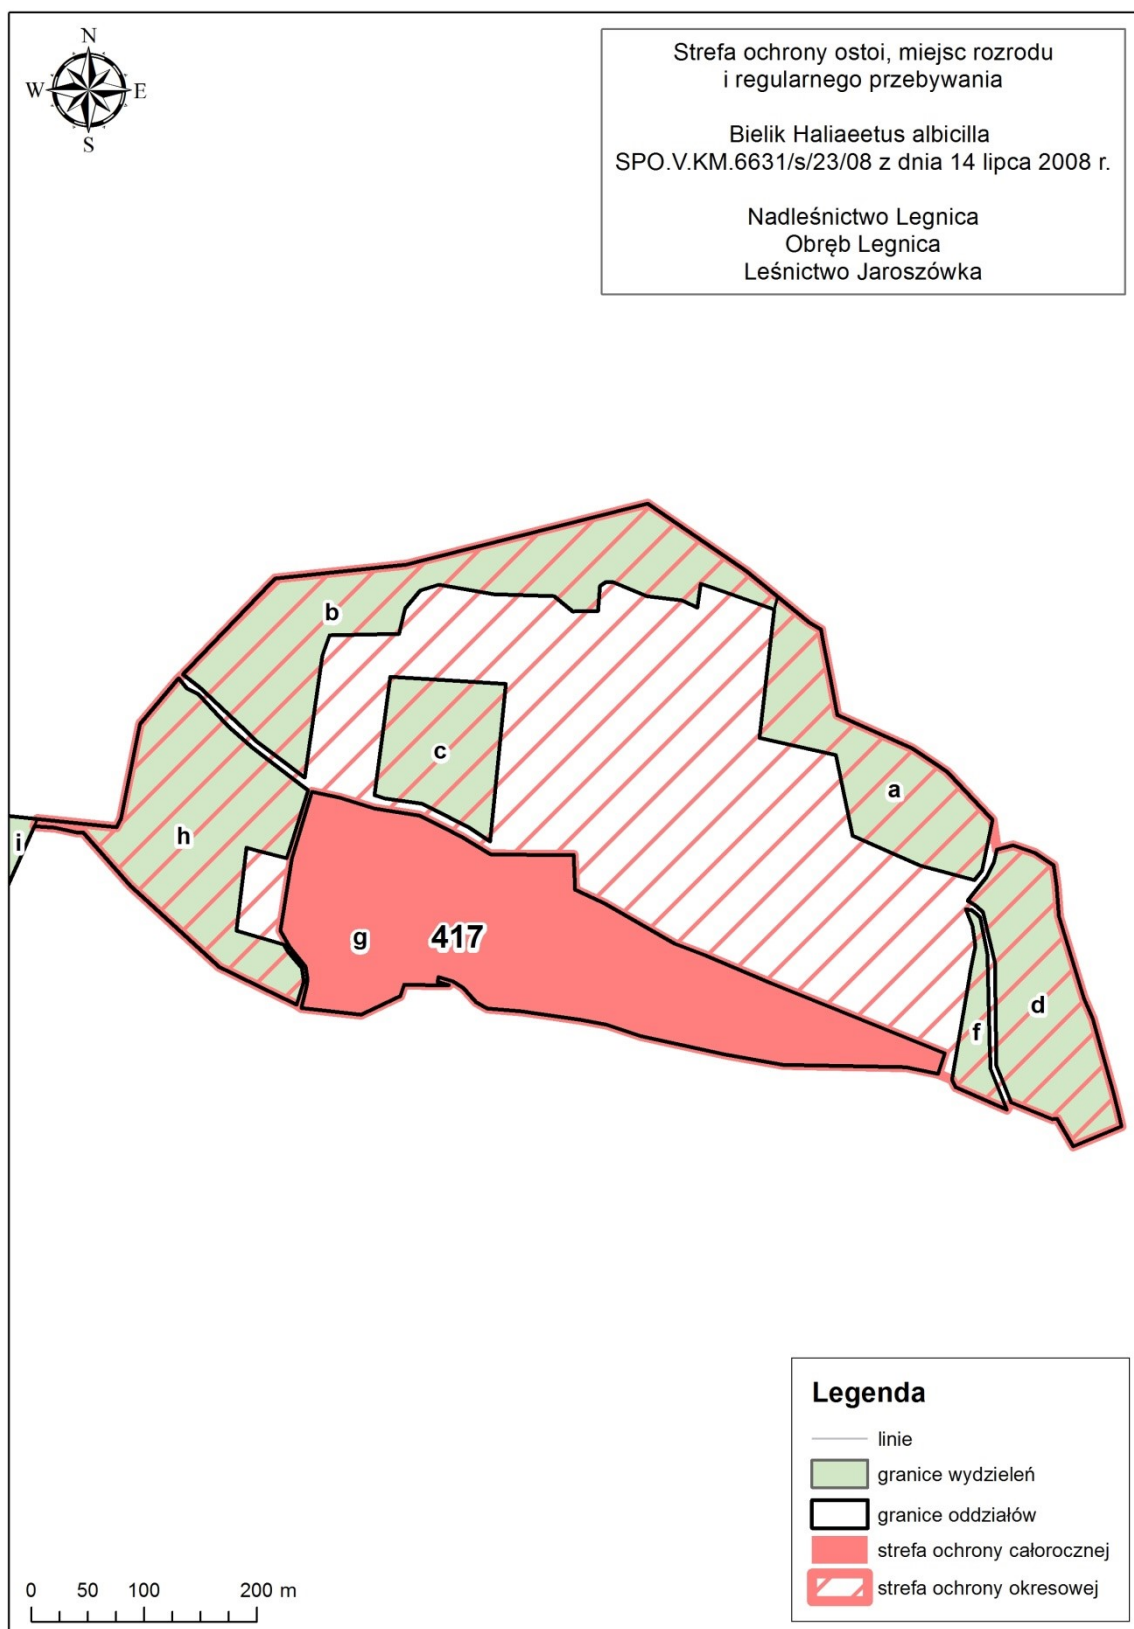 N
W E
S
Strefa ochrony ostoi, miejsc rozrodu
i regularnego przebywania
Bielik Haliaeetus albicilla
SPO.V.KM.6631/s/23/08 z dnia 14 lipca 2008 r.
Nadleśnictwo Legnica
Obręb Legnica
Leśnictwo Jaroszówka
b
c
a
i
h
g
417
f
d
Legenda
linie
granice wydzieleń
granice oddziałów
strefa ochrony całorocznej
strefa ochrony okresowej
0 50 100 200 m